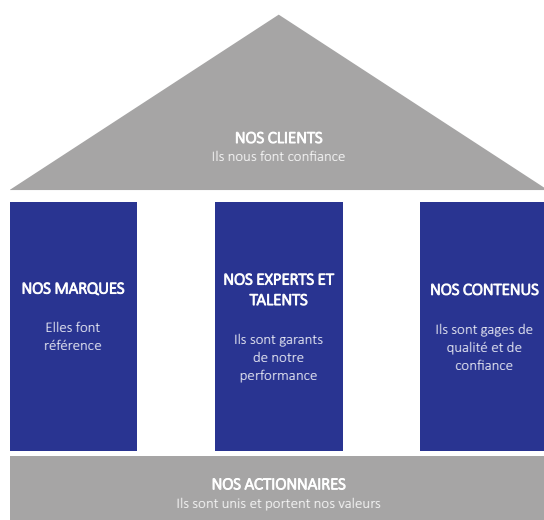 NOS CLIENTS
Ils nous font confiance
NOS MARQUES
Elles font
référence
NOS EXPERTS ET
TALENTS
Ils sont garants
de notre
performance
NOS CONTENUS
Ils sont gages de
qualité et de
confiance
NOS ACTIONNAIRES
Ils sont unis et portent nos valeurs